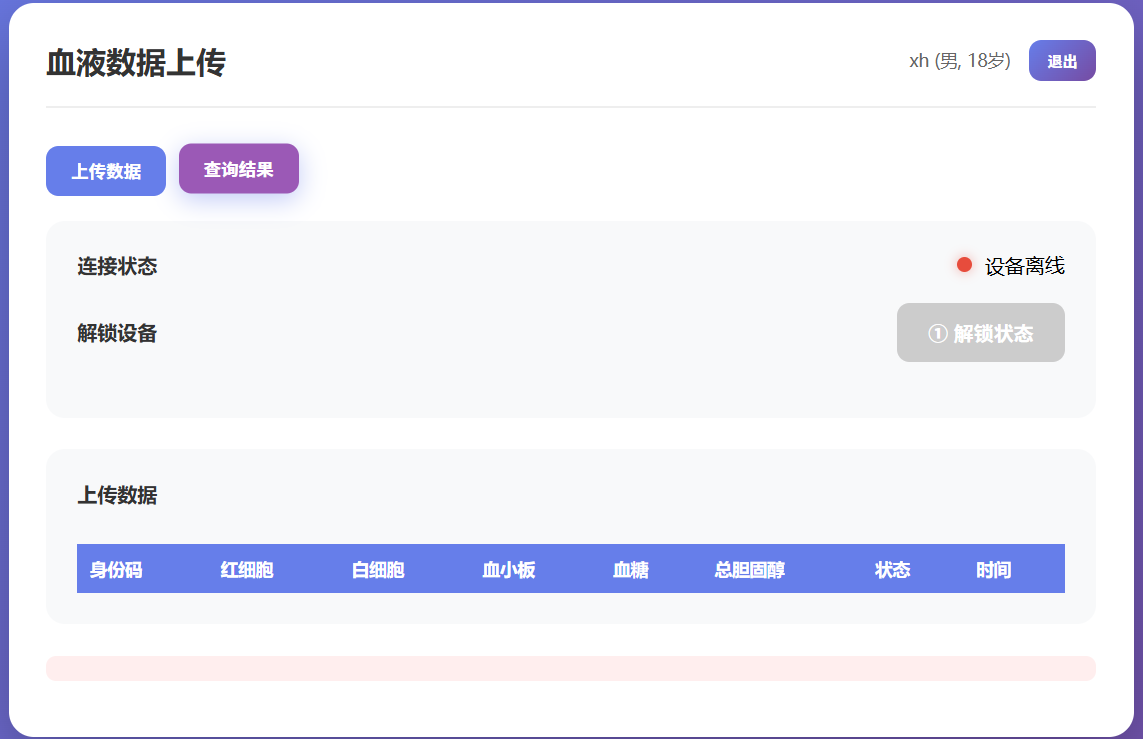 血液数据上传
xh (男, 18岁)
退出
上传数据
查询结果
连接状态
设备离线
解锁设备
① 解锁状态
上传数据
身份码 红细胞 白细胞 血小板 血糖 总胆固醇 状态 时间